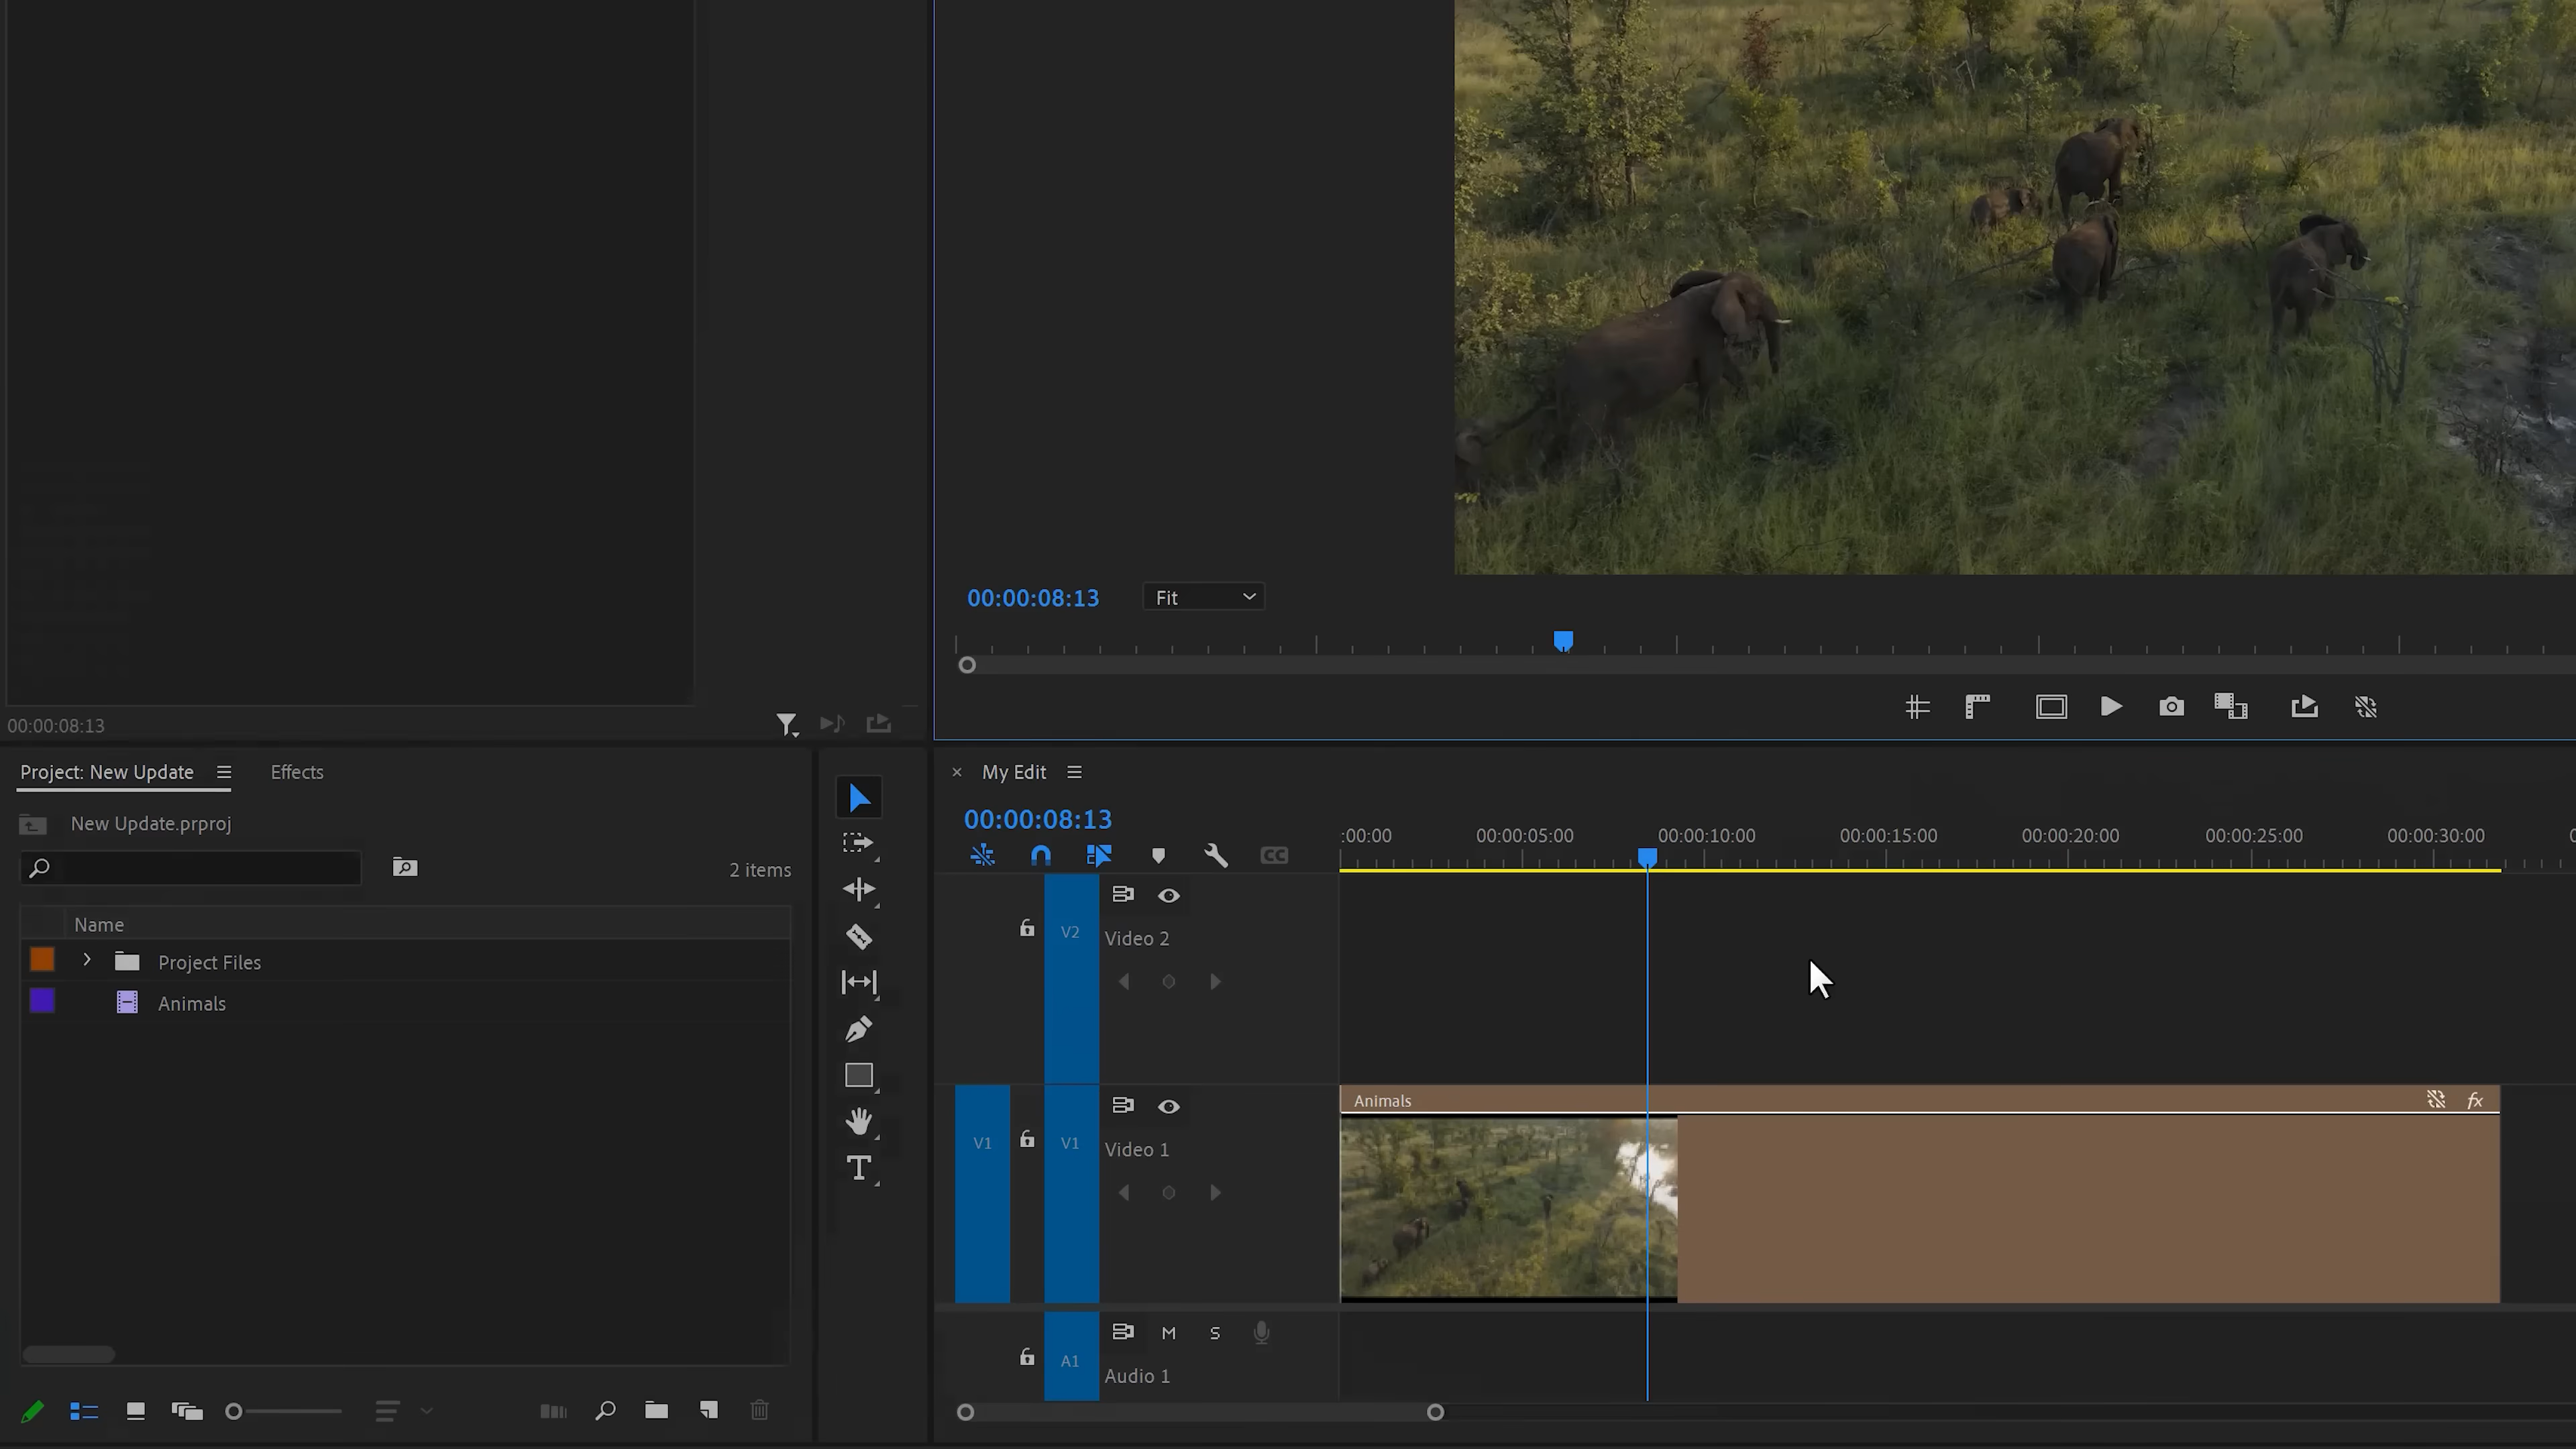 00:00:08:13
Fit
00:00:08:13
Project: New Update
Effects
New Update.prproj
2 items
Name
Project Files
Animals
My Edit
00:00:08:13
:00:00
00:00:05:00
00:00:10:00
00:00:15:00
00:00:20:00
00:00:25:00
00:00:30:00
CC
V2
Video 2
Animals
fx
V1
V1
Video 1
M
S
A1
Audio 1